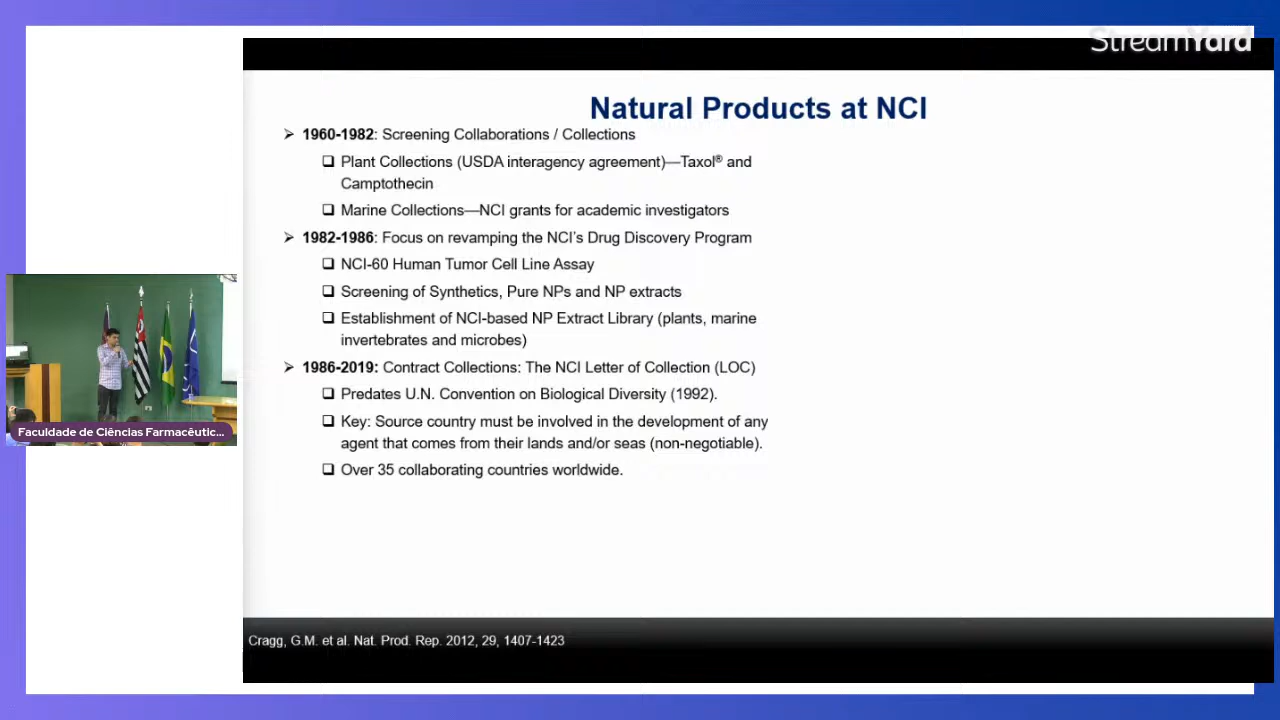 StreamYard
Natural Products at NCI
➢ 1960-1982: Screening Collaborations / Collections
❑ Plant Collections (USDA interagency agreement)—Taxol® and
Camptothecin
❑ Marine Collections—NCI grants for academic investigators
➢ 1982-1986: Focus on revamping the NCI’s Drug Discovery Program
❑ NCI-60 Human Tumor Cell Line Assay
❑ Screening of Synthetics, Pure NPs and NP extracts
❑ Establishment of NCI-based NP Extract Library (plants, marine
invertebrates and microbes)
➢ 1986-2019: Contract Collections: The NCI Letter of Collection (LOC)
❑ Predates U.N. Convention on Biological Diversity (1992).
❑ Key: Source country must be involved in the development of any
agent that comes from their lands and/or seas (non-negotiable).
❑ Over 35 collaborating countries worldwide.
Faculdade de Ciências Farmacêutic...
Cragg, G.M. et al. Nat. Prod. Rep. 2012, 29, 1407-1423